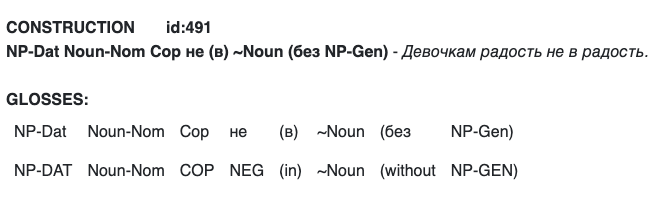 CONSTRUCTION id:491
NP-Dat Noun-Nom Cop не (в) ~Noun (без NP-Gen) - Девочкам радость не в радость.
GLOSSES:
NP-Dat Noun-Nom Cop не (в) ~Noun (без NP-Gen)
NP-DAT Noun-Nom COP NEG (in) ~Noun (without NP-GEN)